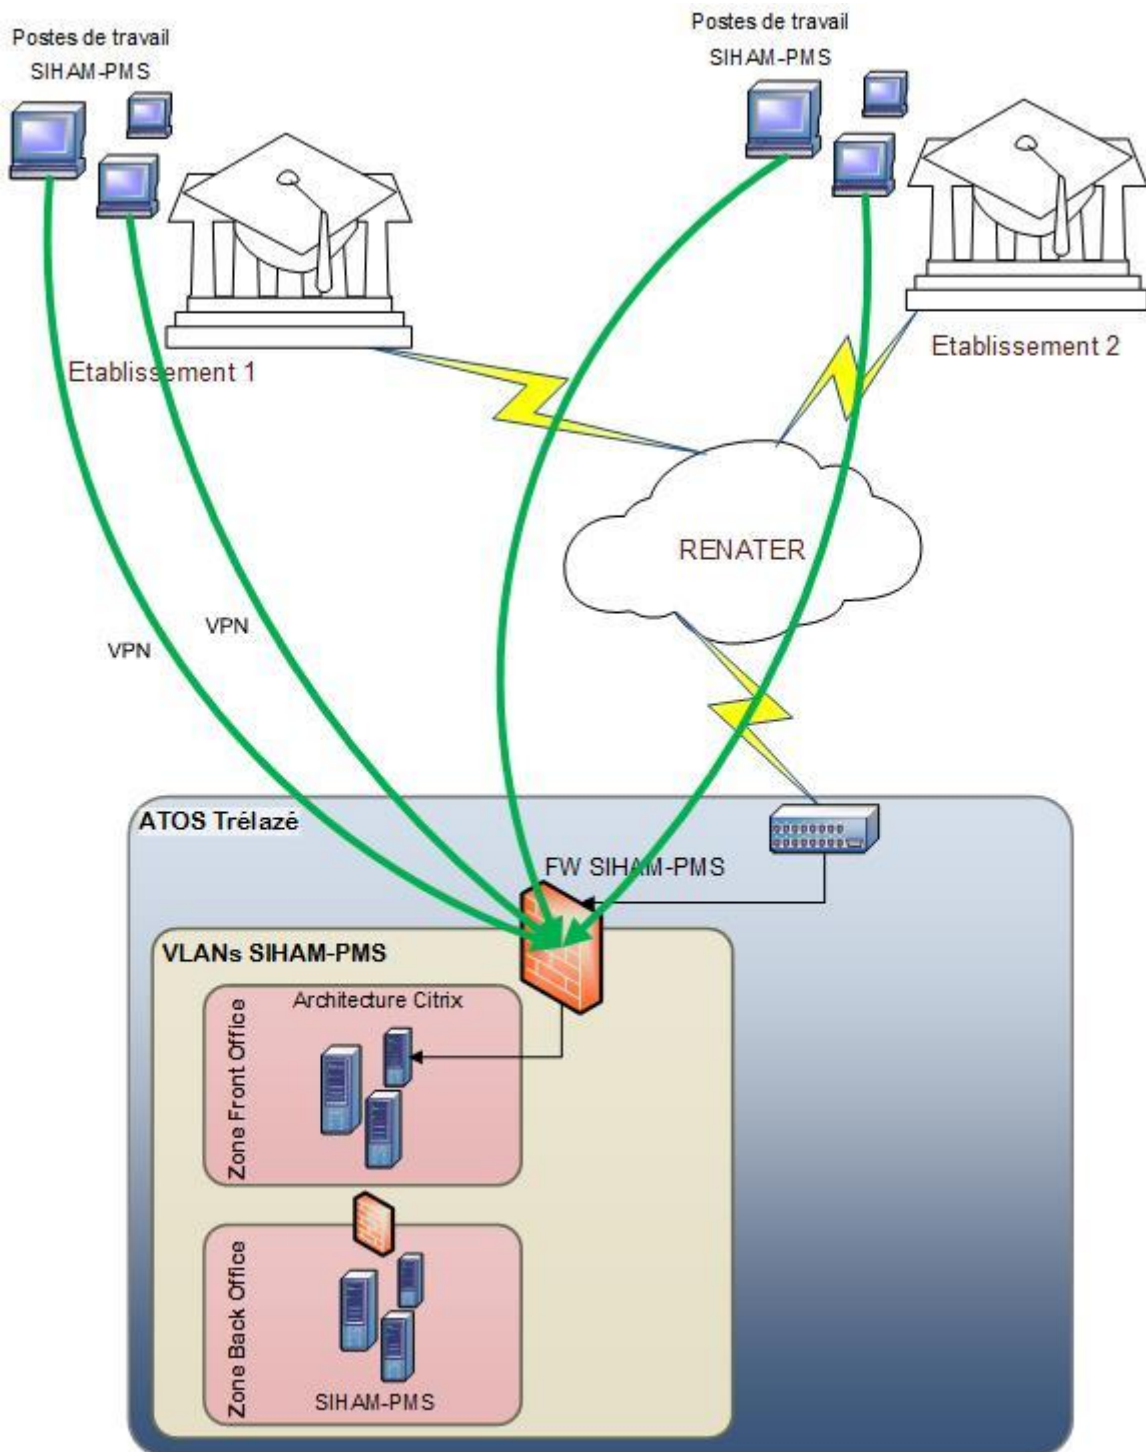 Postes de travail
SIHAM-PMS
Postes de travail
SIHAM-PMS
Etablissement 1
Etablissement 2
RENATER
VPN
VPN
ATOS Trélazé
FW SIHAM-PMS
VLANs SIHAM-PMS
Architecture Citrix
Zone Front Office
Zone Back Office
SIHAM-PMS